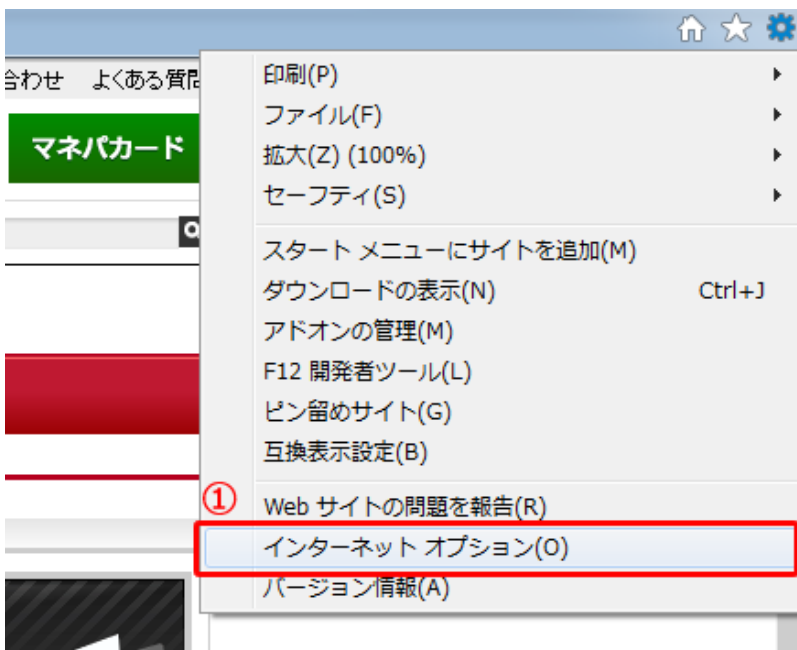 合わせ よくある質問
マネパカード
印刷(P)
ファイル(F)
拡大(Z) (100%)
セーフティ(S)
スタート メニューにサイトを追加(M)
ダウンロードの表示(N) Ctrl+J
アドオンの管理(M)
F12 開発者ツール(L)
ピン留めサイト(G)
互換表示設定(B)
①
Web サイトの問題を報告(R)
インターネット オプション(O)
バージョン情報(A)